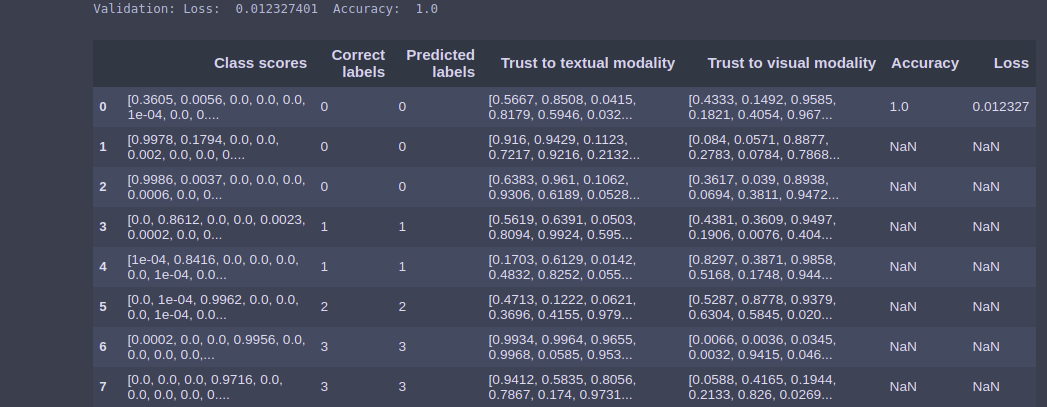 Validation: Loss:  0.012327401  Accuracy:  1.0
Class scores Correct labels Predicted labels Trust to textual modality Trust to visual modality Accuracy Loss
0 [0.3605, 0.0056, 0.0, 0.0, 0.0, 1e-04, 0.0, 0.... 0 0 [0.5667, 0.8508, 0.0415, 0.8179, 0.5946, 0.032... [0.4333, 0.1492, 0.9585, 0.1821, 0.4054, 0.967... 1.0 0.012327
1 [0.9978, 0.1794, 0.0, 0.0, 0.002, 0.0, 0.0, 0.... 0 0 [0.916, 0.9429, 0.1123, 0.7217, 0.9216, 0.2132... [0.084, 0.0571, 0.8877, 0.2783, 0.0784, 0.7868... NaN NaN
2 [0.9986, 0.0037, 0.0, 0.0, 0.0, 0.0006, 0.0, 0... 0 0 [0.6383, 0.961, 0.1062, 0.9306, 0.6189, 0.0528... [0.3617, 0.039, 0.8938, 0.0694, 0.3811, 0.9472... NaN NaN
3 [0.0, 0.8612, 0.0, 0.0, 0.0023, 0.0002, 0.0, 0... 1 1 [0.5619, 0.6391, 0.0503, 0.8094, 0.9924, 0.595... [0.4381, 0.3609, 0.9497, 0.1906, 0.0076, 0.404... NaN NaN
4 [1e-04, 0.8416, 0.0, 0.0, 0.0, 0.0, 1e-04, 0.0... 1 1 [0.1703, 0.6129, 0.0142, 0.4832, 0.8252, 0.055... [0.8297, 0.3871, 0.9858, 0.5168, 0.1748, 0.944... NaN NaN
5 [0.0, 1e-04, 0.9962, 0.0, 0.0, 0.0, 1e-04, 0.0... 2 2 [0.4713, 0.1222, 0.0621, 0.3696, 0.4155, 0.979... [0.5287, 0.8778, 0.9379, 0.6304, 0.5845, 0.020... NaN NaN
6 [0.0002, 0.0, 0.0, 0.9956, 0.0, 0.0, 0.0, 0.0,... 3 3 [0.9934, 0.9964, 0.9655, 0.9968, 0.0585, 0.953... [0.0066, 0.0036, 0.0345, 0.0032, 0.9415, 0.046... NaN NaN
7 [0.0, 0.0, 0.0, 0.9716, 0.0, 0.0, 0.0, 0.0, 0.... 3 3 [0.9412, 0.5835, 0.8056, 0.7867, 0.174, 0.9731... [0.0588, 0.4165, 0.1944, 0.2133, 0.826, 0.0269... NaN NaN